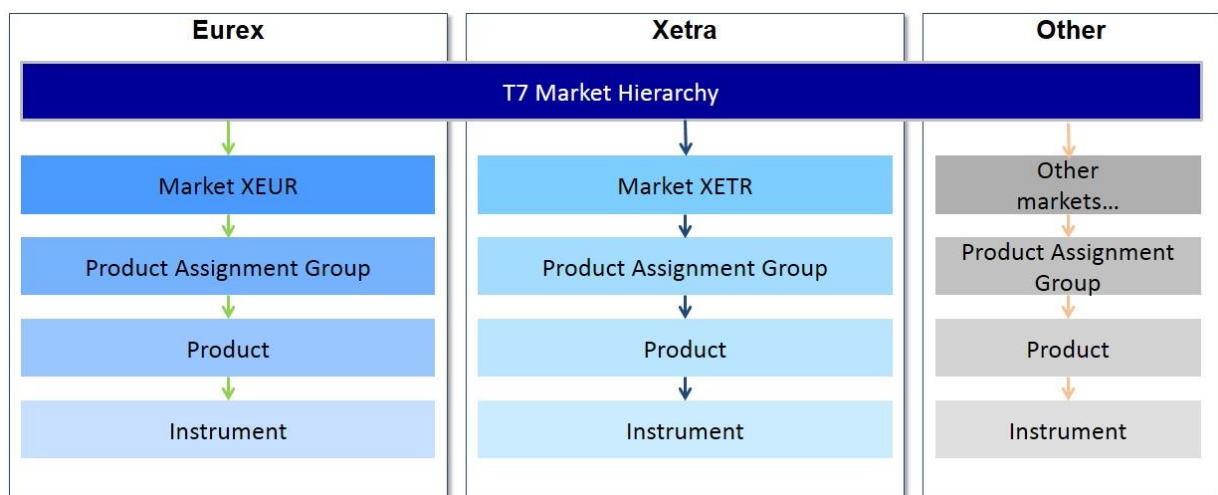 Eurex
Xetra
Other
T7 Market Hierarchy
Market XEUR
Market XETR
Other
markets...
Product Assignment Group
Product Assignment Group
Product Assignment
Group
Product
Product
Product
Instrument
Instrument
Instrument